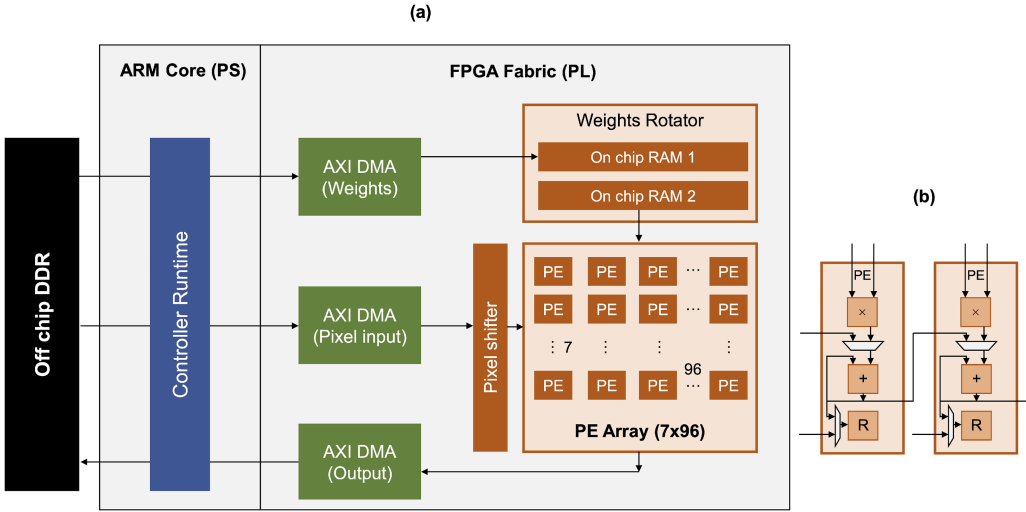 (a)
ARM Core (PS)
FPGA Fabric (PL)
Off chip DDR
Controller Runtime
AXI DMA
(Weights)
Weights Rotator
On chip RAM 1
On chip RAM 2
AXI DMA
(Pixel input)
Pixel shifter
PE PE PE ... PE
PE PE PE ... PE
⋮ 7 ⋮ ⋮ ⋮
96
PE PE PE ... PE
PE Array (7x96)
AXI DMA
(Output)
(b)
PE PE
× ×
+ +
R R